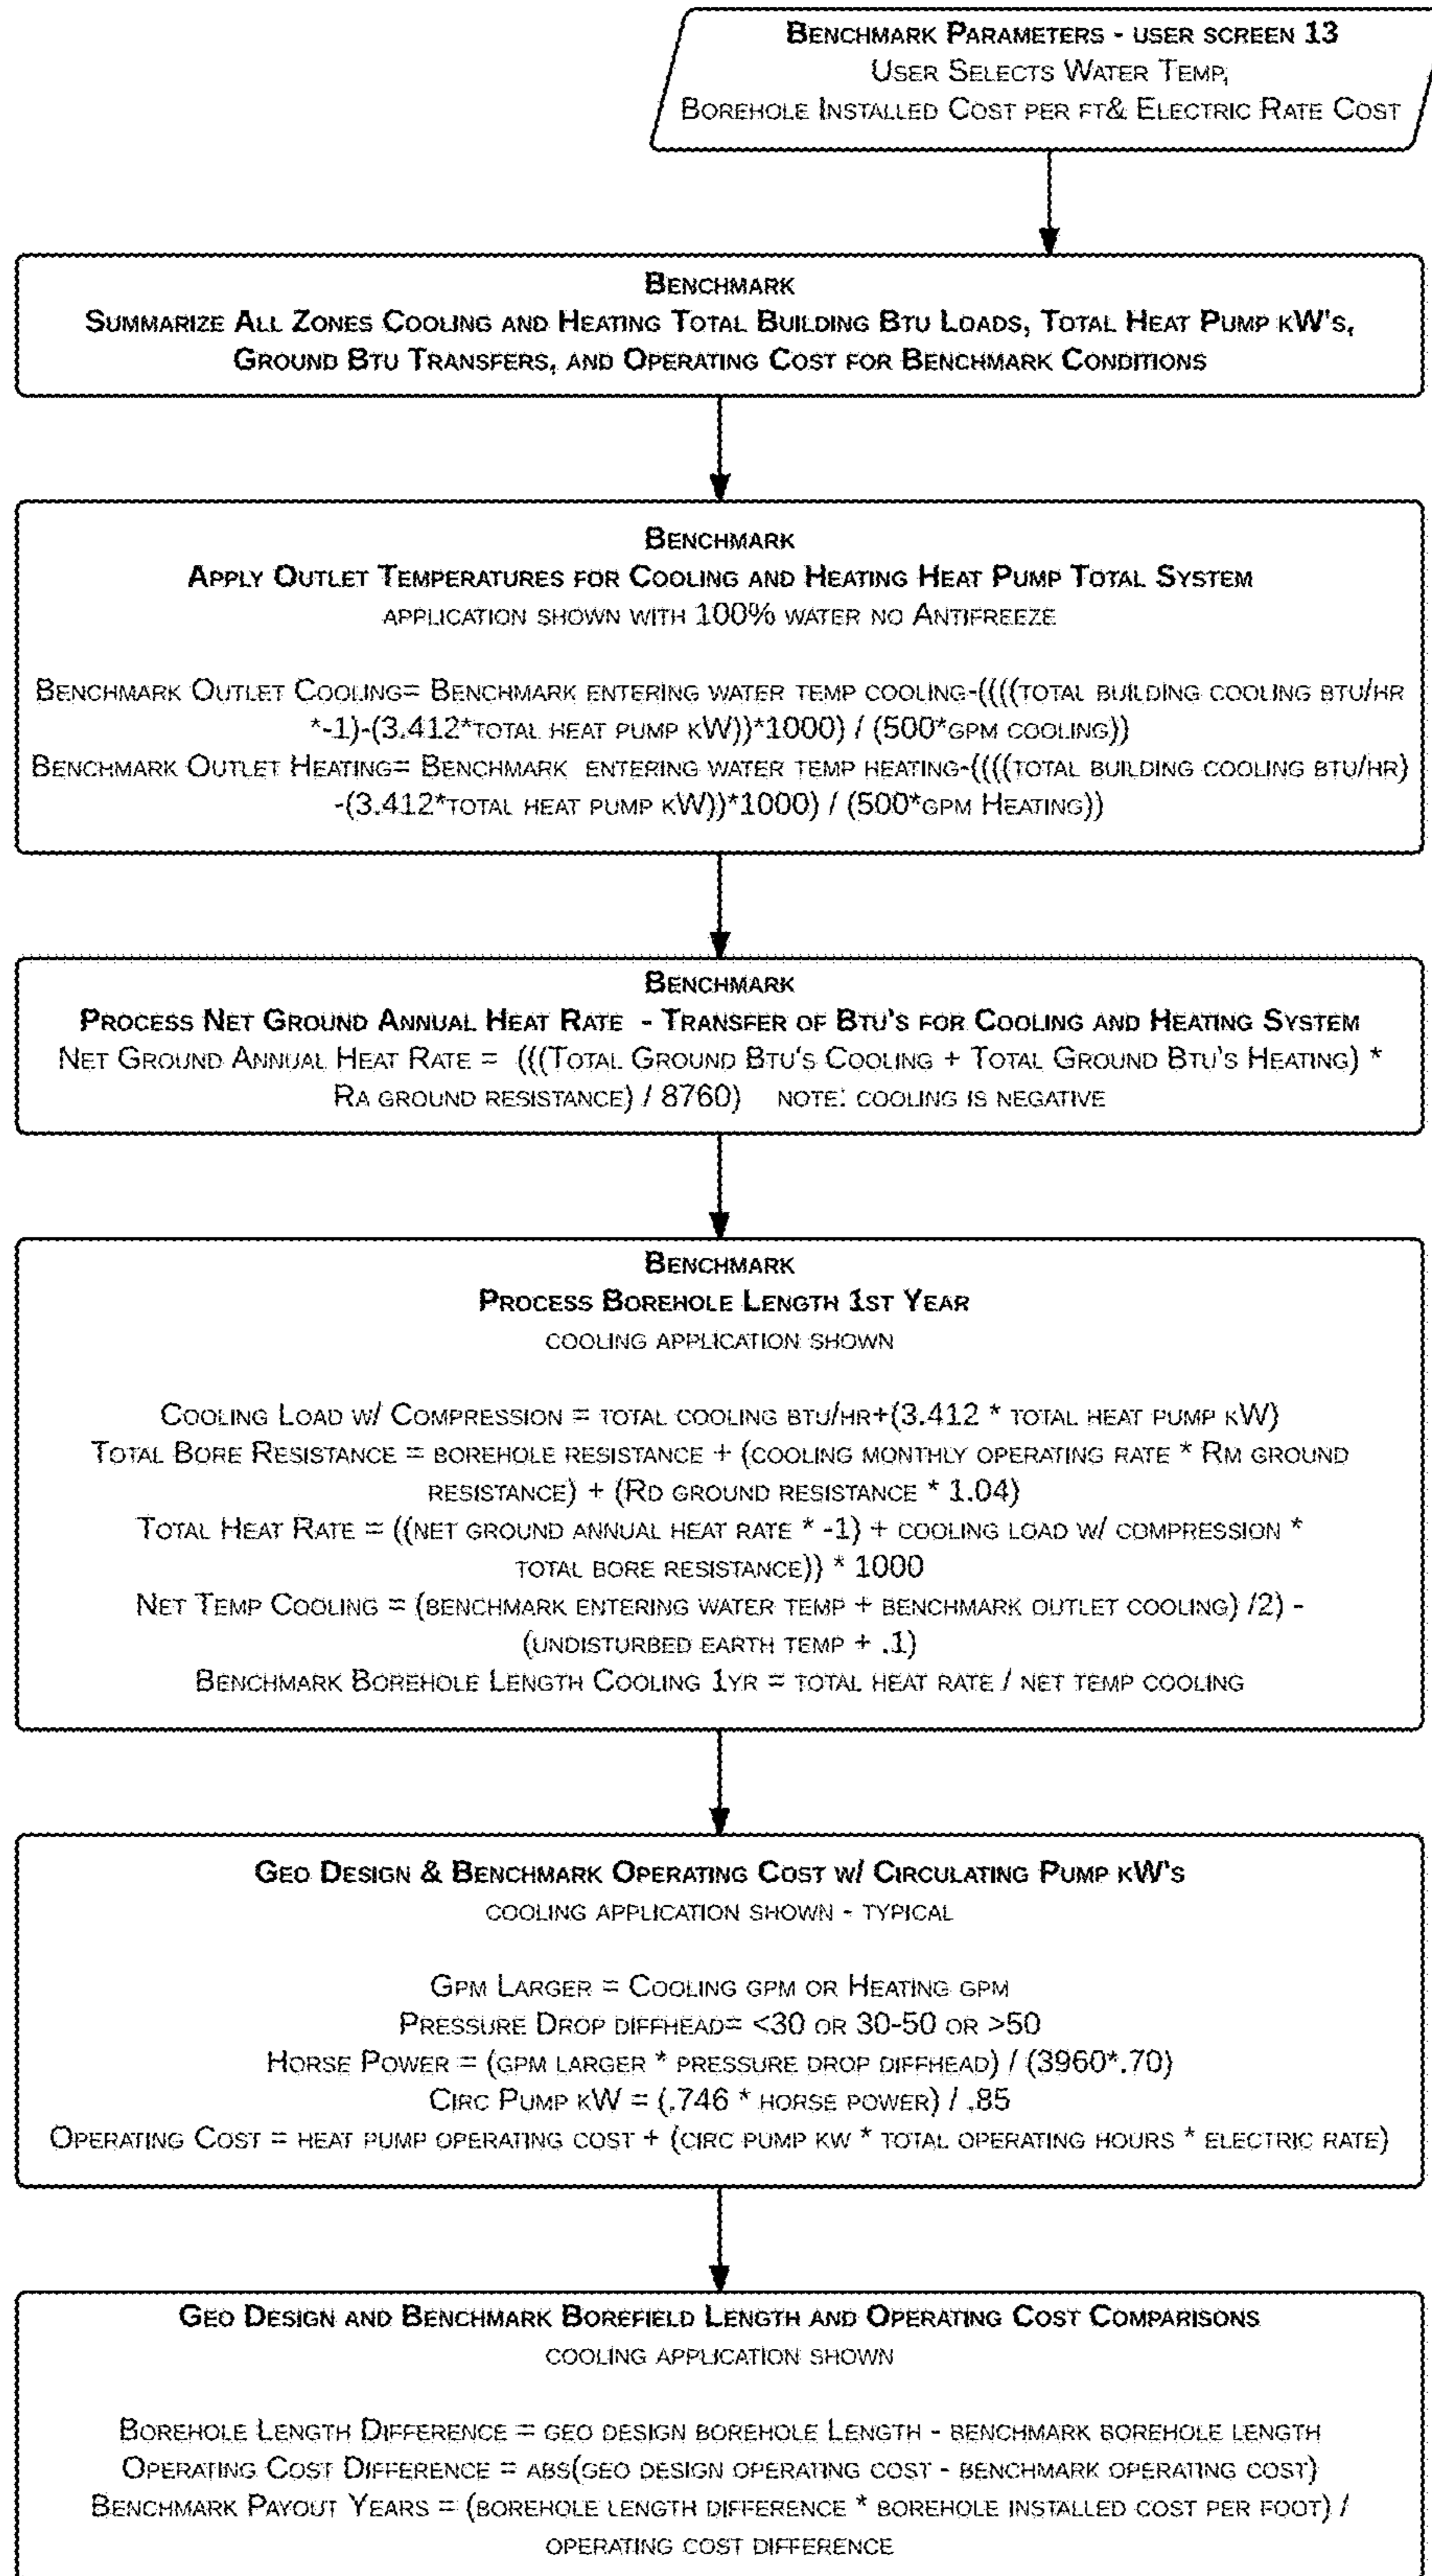 Benchmark Parameters - user screen 13
User Selects Water Temp,
Borehole Installed Cost per ft& Electric Rate Cost
Benchmark
Summarize All Zones Cooling and Heating Total Building Btu Loads, Total Heat Pump kW's,
Ground Btu Transfers, and Operating Cost for Benchmark Conditions
Benchmark
Apply Outlet Temperatures for Cooling and Heating Heat Pump Total System
application shown with 100% water no Antifreeze
Benchmark Outlet Cooling= Benchmark entering water temp cooling-((((total building cooling btu/hr
*-1)-(3.412*total heat pump kW))*1000) / (500*gpm cooling))
Benchmark Outlet Heating= Benchmark entering water temp heating-((((total building cooling btu/hr)
-(3.412*total heat pump kW))*1000) / (500*gpm Heating))
Benchmark
Process Net Ground Annual Heat Rate - Transfer of Btu's for Cooling and Heating System
Net Ground Annual Heat Rate = (((Total Ground Btu's Cooling + Total Ground Btu's Heating) *
Ra ground resistance) / 8760) note: cooling is negative
Benchmark
Process Borehole Length 1st Year
cooling application shown
Cooling Load w/ Compression = total cooling btu/hr+(3.412 * total heat pump kW)
Total Bore Resistance = borehole resistance + (cooling monthly operating rate * Rm ground
resistance) + (Rd ground resistance * 1.04)
Total Heat Rate = ((net ground annual heat rate * -1) + cooling load w/ compression *
total bore resistance)) * 1000
Net Temp Cooling = (benchmark entering water temp + benchmark outlet cooling) /2) -
(undisturbed earth temp + .1)
Benchmark Borehole Length Cooling 1yr = total heat rate / net temp cooling
Geo Design & Benchmark Operating Cost w/ Circulating Pump kW's
cooling application shown - typical
Gpm Larger = Cooling gpm or Heating gpm
Pressure Drop diffhead= <30 or 30-50 or >50
Horse Power = (gpm larger * pressure drop diffhead) / (3960*.70)
Circ Pump kW = (.746 * horse power) / .85
Operating Cost = heat pump operating cost + (circ pump kw * total operating hours * electric rate)
Geo Design and Benchmark Borefield Length and Operating Cost Comparisons
cooling application shown
Borehole Length Difference = geo design borehole Length - benchmark borehole length
Operating Cost Difference = abs(geo design operating cost - benchmark operating cost)
Benchmark Payout Years = (borehole length difference * borehole installed cost per foot) /
operating cost difference